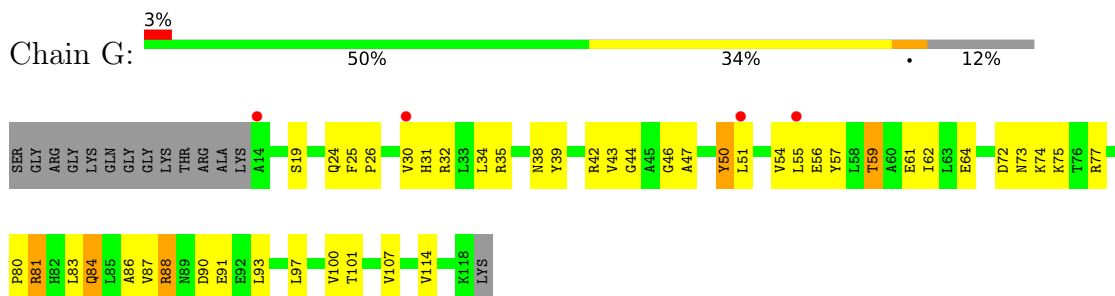 3%
Chain G:
50% 34% • 12%
SER GLY ARG GLY LYS GLN GLY GLY LYS THR ARG ALA LYS A14 S19 Q24 F25 P26 V30 H31 R32 L33 L34 R35 N38 Y39 R42 V43 G44 A45 G46 A47 Y50 L51 V54 L55 E56 Y57 L58 T59 A60 E61 I62 L63 E64 D72 N73 K74 K75 T76 R77
P80 R81 H82 L83 Q84 L85 A86 V87 R88 N89 D90 E91 E92 L93 L97 V100 T101 V107 V114 K118 LYS